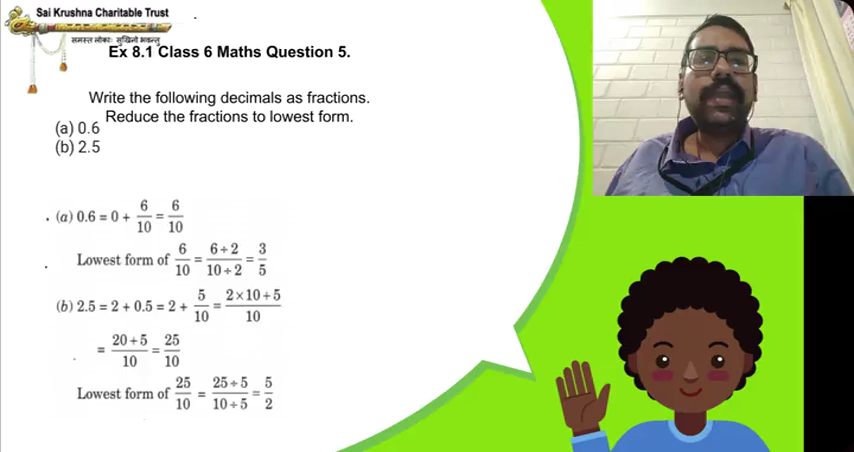 Sai Krushna Charitable Trust
समस्त लोकाः सुखिनो भवन्तु
Ex 8.1 Class 6 Maths Question 5.
Write the following decimals as fractions.
Reduce the fractions to lowest form.
(a) 0.6
(b) 2.5
(a) 0.6 = 0 + 6/10 = 6/10
Lowest form of 6/10 = 6÷2/10÷2 = 3/5
(b) 2.5 = 2 + 0.5 = 2 + 5/10 = 2×10+5/10
= 20+5/10 = 25/10
Lowest form of 25/10 = 25÷5/10÷5 = 5/2